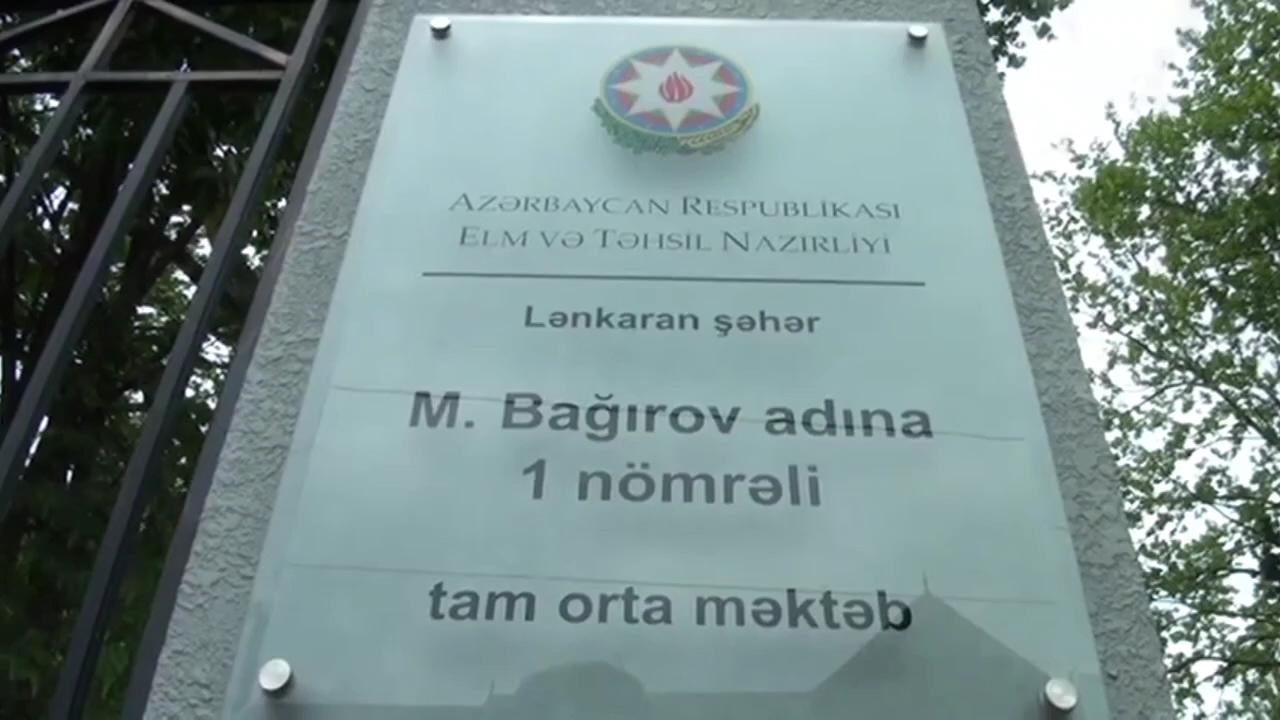 AZƏRBAYCAN RESPUBLİKASI
ELM VƏ TƏHSİL NAZİRLİYİ
Lənkaran şəhər
M. Bağırov adına
1 nömrəli
tam orta məktəb